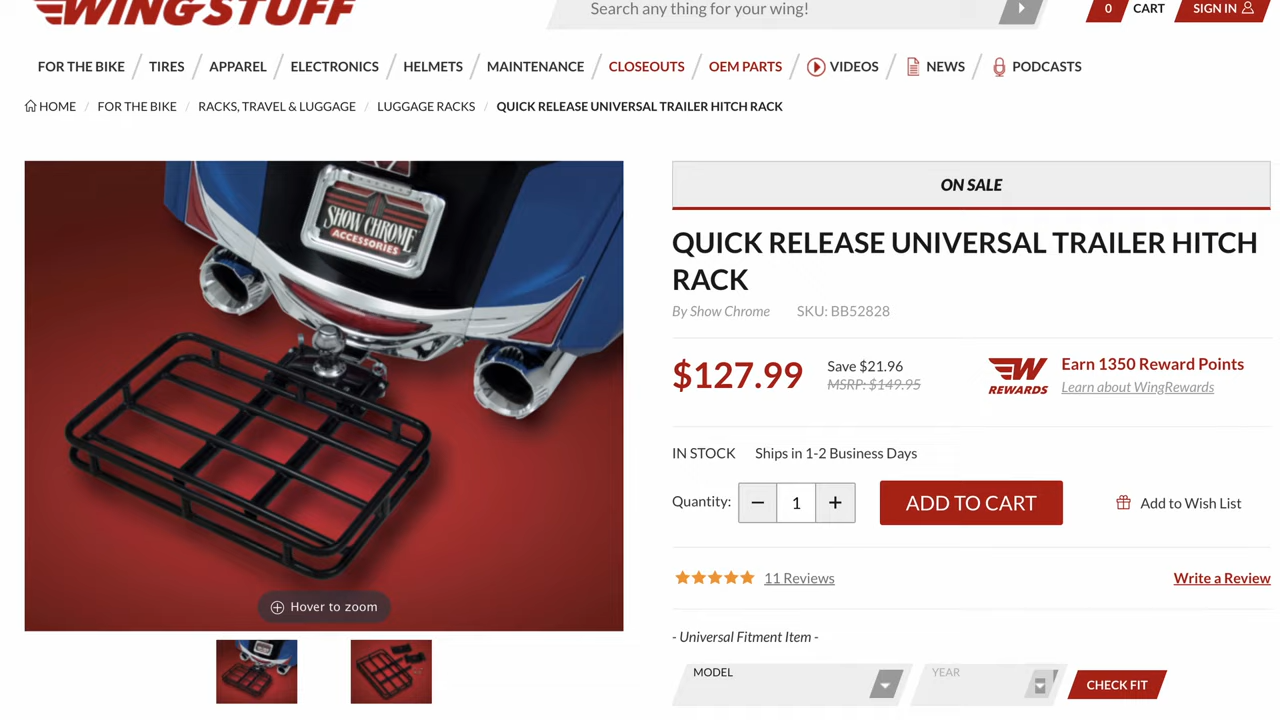 WINGSTUFF
Search any thing for your wing!
0 CART SIGN IN
FOR THE BIKE TIRES APPAREL ELECTRONICS HELMETS MAINTENANCE CLOSEOUTS OEM PARTS VIDEOS NEWS PODCASTS
HOME / FOR THE BIKE / RACKS, TRAVEL & LUGGAGE / LUGGAGE RACKS / QUICK RELEASE UNIVERSAL TRAILER HITCH RACK
SHOW CHROME
ACCESSORIES
Hover to zoom
ON SALE
QUICK RELEASE UNIVERSAL TRAILER HITCH
RACK
By Show Chrome SKU: BB52828
$127.99
Save $21.96
MSRP: $149.95
W
REWARDS
Earn 1350 Reward Points
Learn about WingRewards
IN STOCK Ships in 1-2 Business Days
Quantity: − 1 + ADD TO CART Add to Wish List
11 Reviews Write a Review
- Universal Fitment Item -
MODEL YEAR CHECK FIT